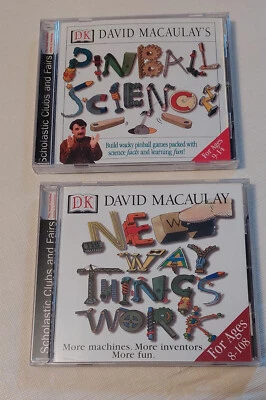 DK
DAVID MACAULAY'S
PINBALL
SCIENCE
Build wacky pinball games packed with
science facts and learning fun!
For Ages
9-14
Scholastic Clubs and Fairs
DK
DAVID MACAULAY
NEW
WAY
THINGS
WORK
More machines. More inventors.
More fun.
For Ages
8-108
Scholastic Clubs and Fairs